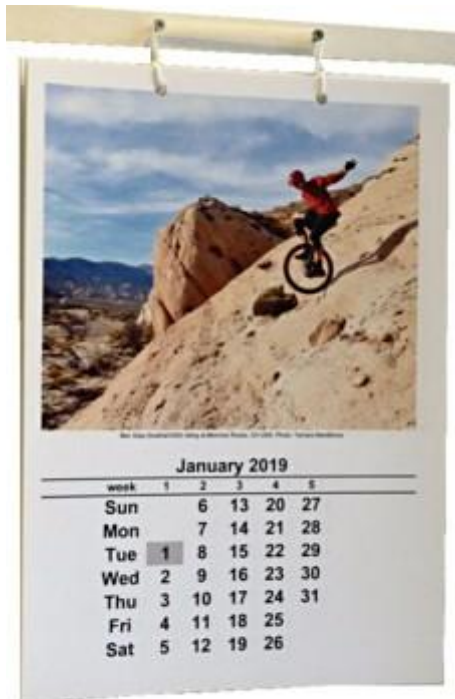 January 2019
week 1 2 3 4 5
Sun 6 13 20 27
Mon 7 14 21 28
Tue 1 8 15 22 29
Wed 2 9 16 23 30
Thu 3 10 17 24 31
Fri 4 11 18 25
Sat 5 12 19 26